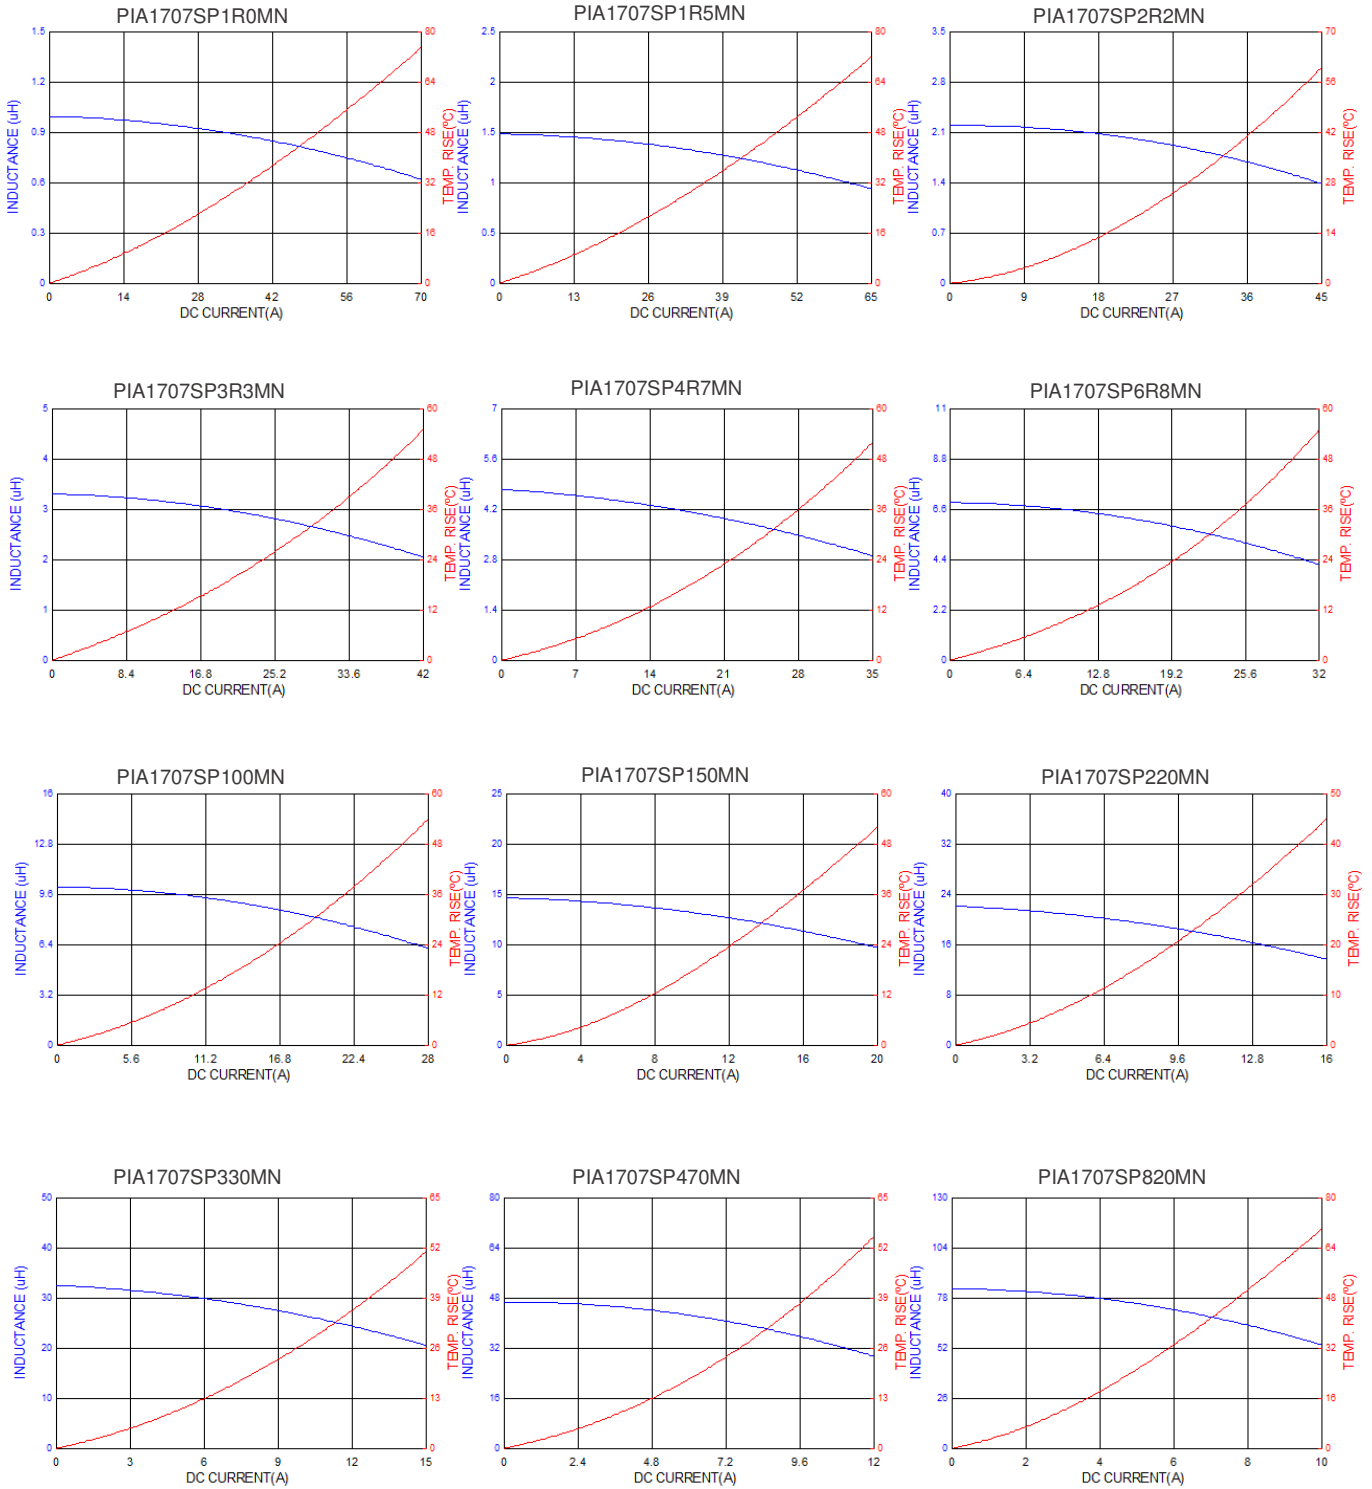 PIA1707SP1R0MN
1.5
1.2
0.9
0.6
0.3
0
INDUCTANCE (uH)
80
64
48
32
16
0
TEMP. RISE(ºC)
0 14 28 42 56 70
DC CURRENT(A)
PIA1707SP1R5MN
2.5
2
1.5
1
0.5
0
INDUCTANCE (uH)
80
64
48
32
16
0
TEMP. RISE(ºC)
0 13 26 39 52 65
DC CURRENT(A)
PIA1707SP2R2MN
3.5
2.8
2.1
1.4
0.7
0
INDUCTANCE (uH)
70
56
42
28
14
0
TEMP. RISE(ºC)
0 9 18 27 36 45
DC CURRENT(A)
PIA1707SP3R3MN
5
4
3
2
1
0
INDUCTANCE (uH)
60
48
36
24
12
0
TEMP. RISE(ºC)
0 8.4 16.8 25.2 33.6 42
DC CURRENT(A)
PIA1707SP4R7MN
7
5.6
4.2
2.8
1.4
0
INDUCTANCE (uH)
60
48
36
24
12
0
TEMP. RISE(ºC)
0 7 14 21 28 35
DC CURRENT(A)
PIA1707SP6R8MN
11
8.8
6.6
4.4
2.2
0
INDUCTANCE (uH)
60
48
36
24
12
0
TEMP. RISE(ºC)
0 6.4 12.8 19.2 25.6 32
DC CURRENT(A)
PIA1707SP100MN
16
12.8
9.6
6.4
3.2
0
INDUCTANCE (uH)
60
48
36
24
12
0
TEMP. RISE(ºC)
0 5.6 11.2 16.8 22.4 28
DC CURRENT(A)
PIA1707SP150MN
25
20
15
10
5
0
INDUCTANCE (uH)
60
48
36
24
12
0
TEMP. RISE(ºC)
0 4 8 12 16 20
DC CURRENT(A)
PIA1707SP220MN
40
32
24
16
8
0
INDUCTANCE (uH)
50
40
30
20
10
0
TEMP. RISE(ºC)
0 3.2 6.4 9.6 12.8 16
DC CURRENT(A)
PIA1707SP330MN
50
40
30
20
10
0
INDUCTANCE (uH)
65
52
39
26
13
0
TEMP. RISE(ºC)
0 3 6 9 12 15
DC CURRENT(A)
PIA1707SP470MN
80
64
48
32
16
0
INDUCTANCE (uH)
65
52
39
26
13
0
TEMP. RISE(ºC)
0 2.4 4.8 7.2 9.6 12
DC CURRENT(A)
PIA1707SP820MN
130
104
78
52
26
0
INDUCTANCE (uH)
80
64
48
32
16
0
TEMP. RISE(ºC)
0 2 4 6 8 10
DC CURRENT(A)